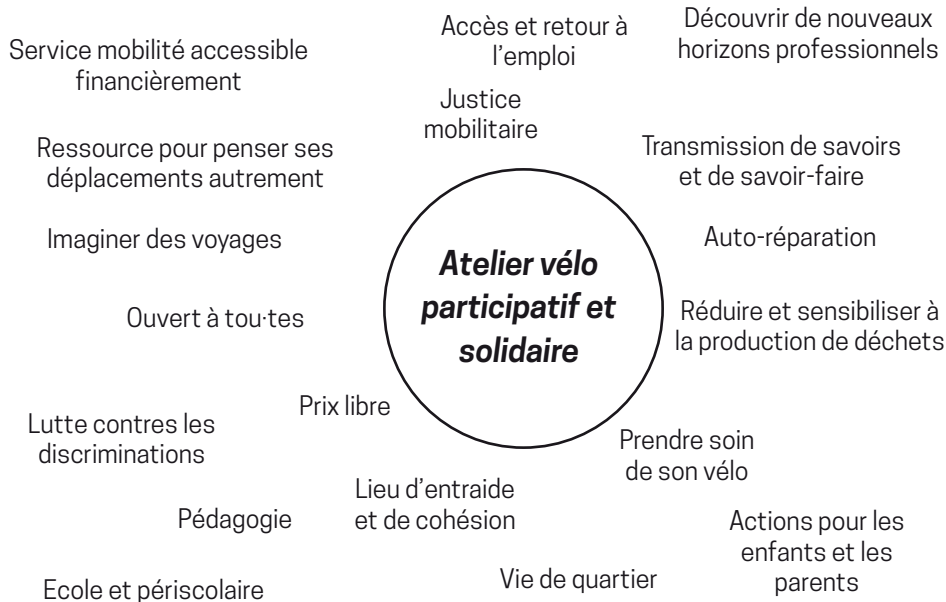 Accès et retour à
l'emploi
Découvrir de nouveaux
horizons professionnels
Service mobilité accessible
financièrement
Justice
mobilitaire
Ressource pour penser ses
déplacements autrement
Transmission de savoirs
et de savoir-faire
Imaginer des voyages
Auto-réparation
Atelier vélo
participatif et
solidaire
Ouvert à tou·tes
Réduire et sensibiliser à
la production de déchets
Prix libre
Lutte contres les
discriminations
Prendre soin
de son vélo
Lieu d'entraide
et de cohésion
Pédagogie
Actions pour les
enfants et les
parents
Vie de quartier
Ecole et périscolaire